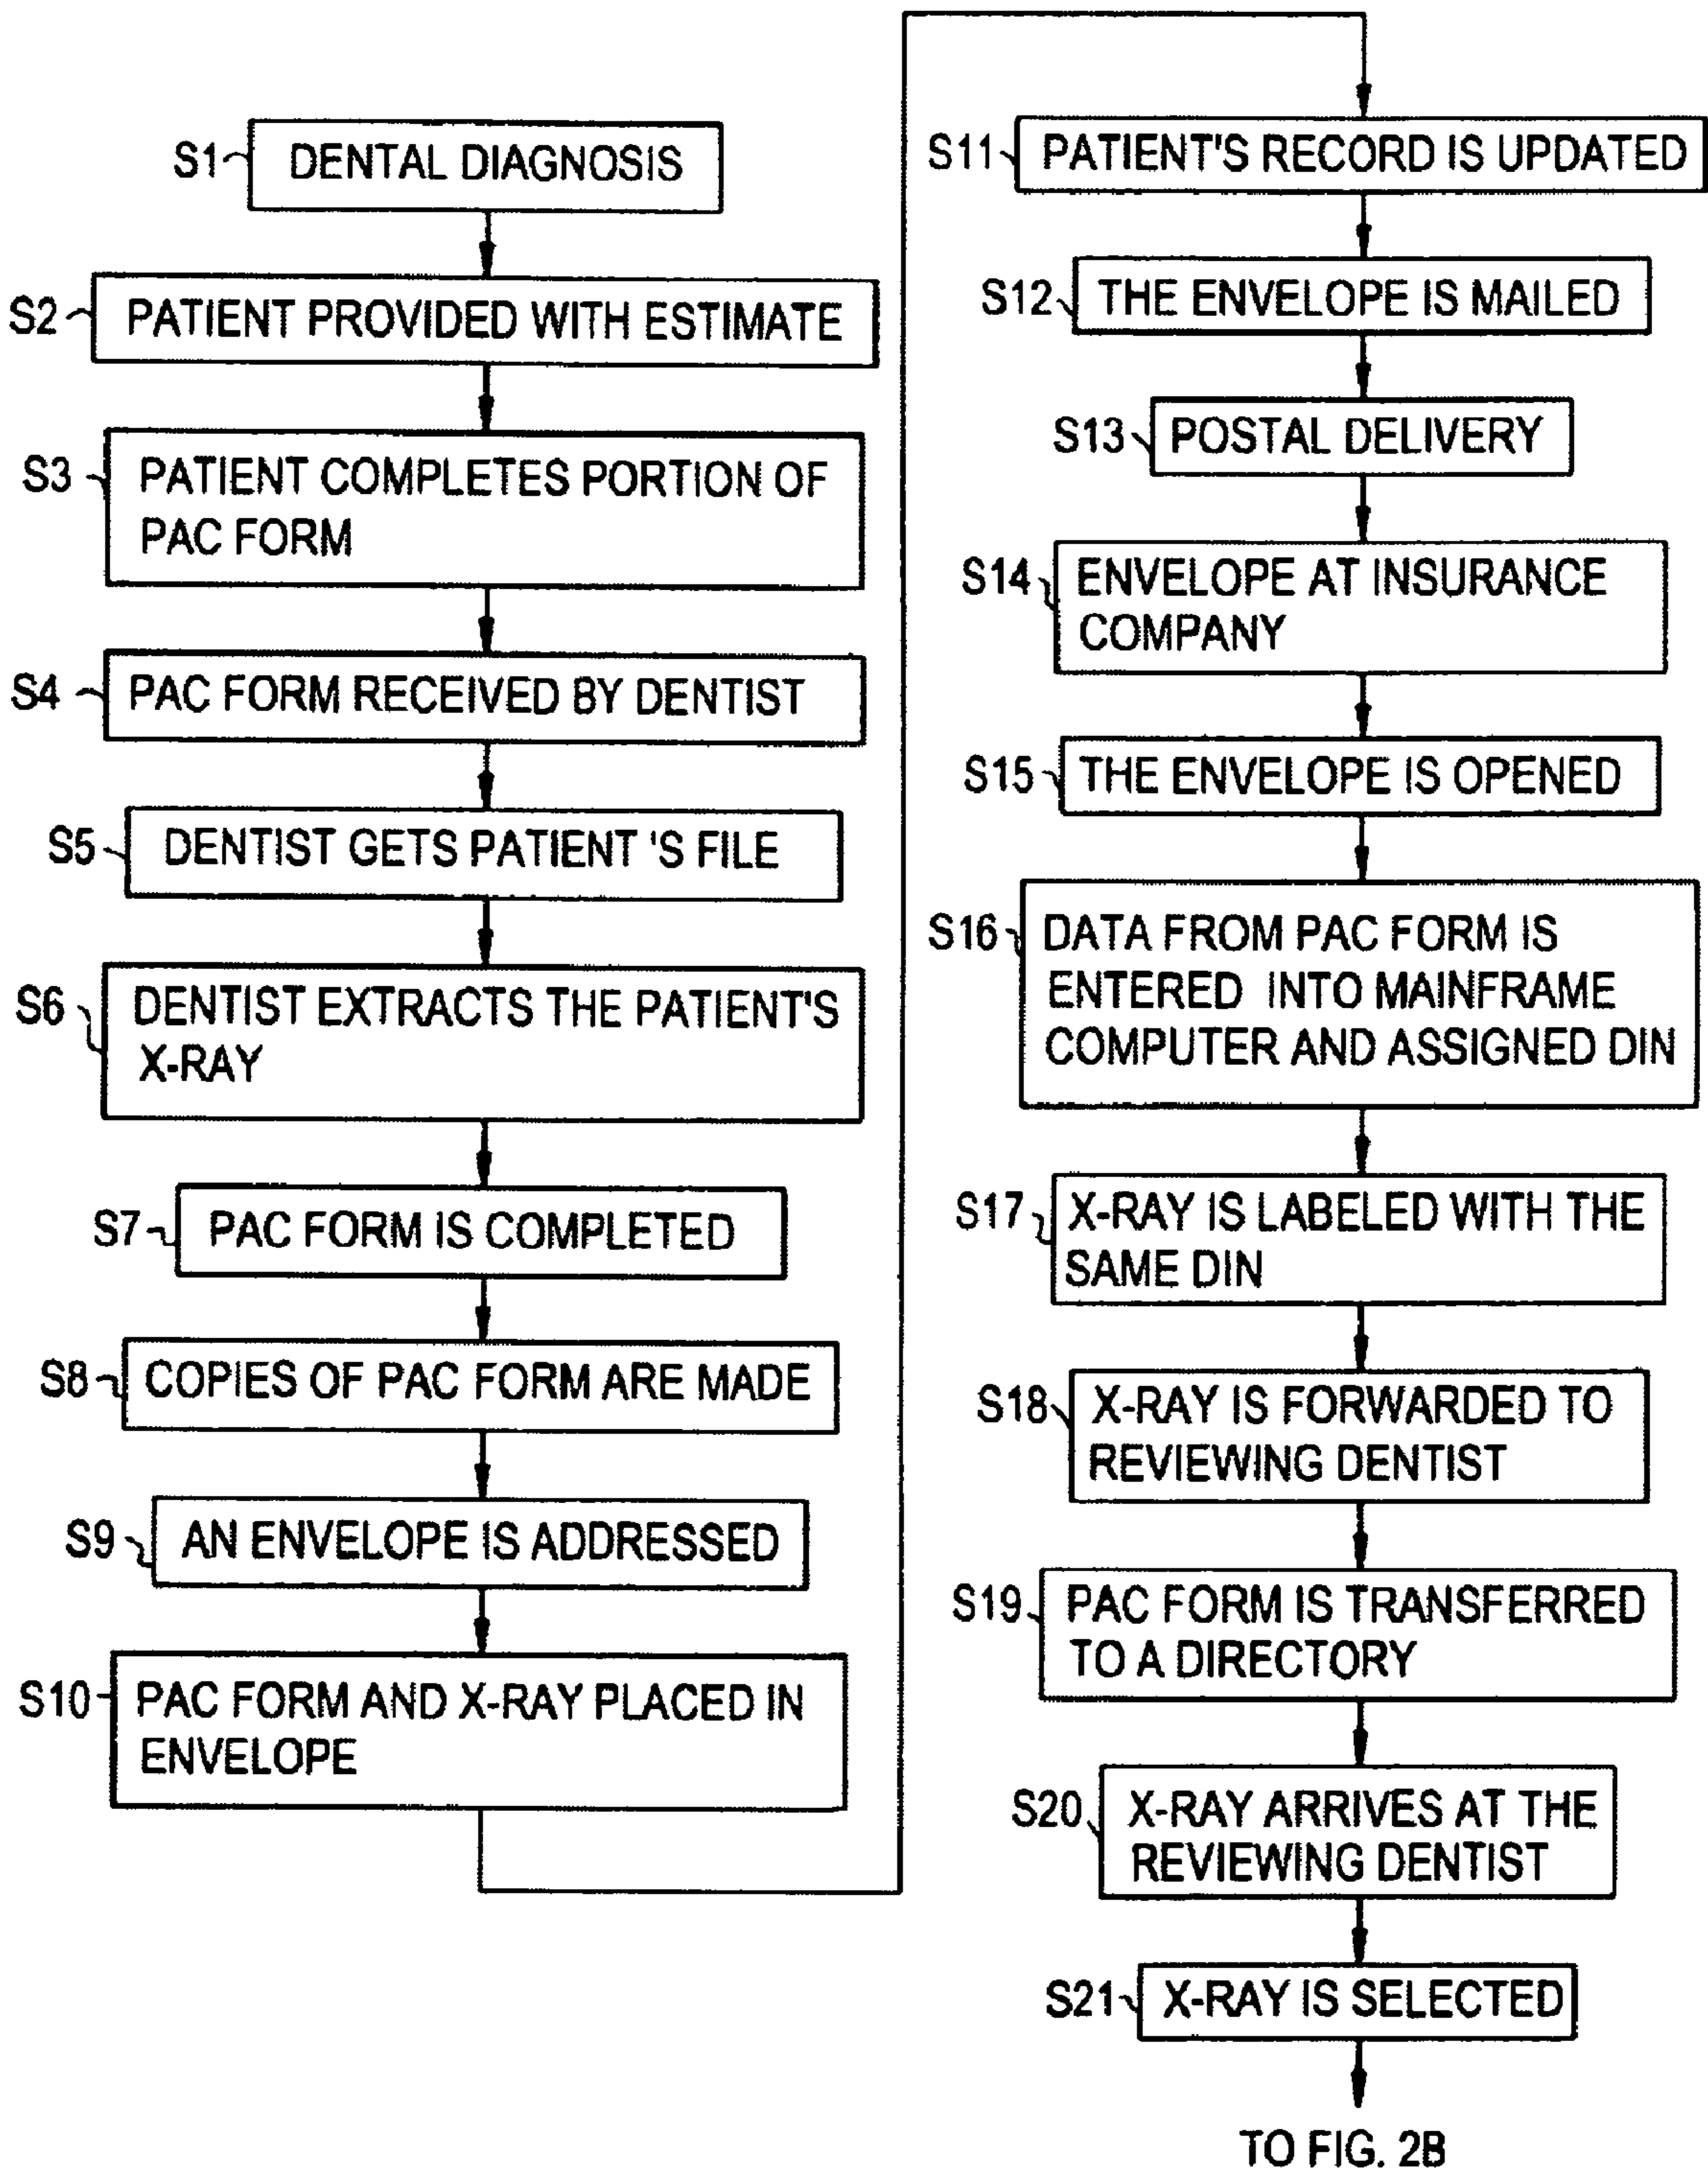 S1 DENTAL DIAGNOSIS
S2 PATIENT PROVIDED WITH ESTIMATE
S3 PATIENT COMPLETES PORTION OF
PAC FORM
S4 PAC FORM RECEIVED BY DENTIST
S5 DENTIST GETS PATIENT 'S FILE
S6 DENTIST EXTRACTS THE PATIENT'S
X-RAY
S7 PAC FORM IS COMPLETED
S8 COPIES OF PAC FORM ARE MADE
S9 AN ENVELOPE IS ADDRESSED
S10 PAC FORM AND X-RAY PLACED IN
ENVELOPE
S11 PATIENT'S RECORD IS UPDATED
S12 THE ENVELOPE IS MAILED
S13 POSTAL DELIVERY
S14 ENVELOPE AT INSURANCE
COMPANY
S15 THE ENVELOPE IS OPENED
S16 DATA FROM PAC FORM IS
ENTERED INTO MAINFRAME
COMPUTER AND ASSIGNED DIN
S17 X-RAY IS LABELED WITH THE
SAME DIN
S18 X-RAY IS FORWARDED TO
REVIEWING DENTIST
S19 PAC FORM IS TRANSFERRED
TO A DIRECTORY
S20 X-RAY ARRIVES AT THE
REVIEWING DENTIST
S21 X-RAY IS SELECTED
TO FIG. 2B